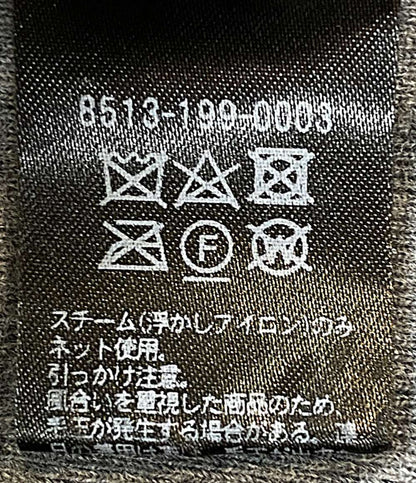 8513-199-0003
F
W
スチーム(浮かしアイロン)のみ
ネット使用。
引っかけ注意。
風合いを重視した商品のため、
毛玉が発生する場合がある。